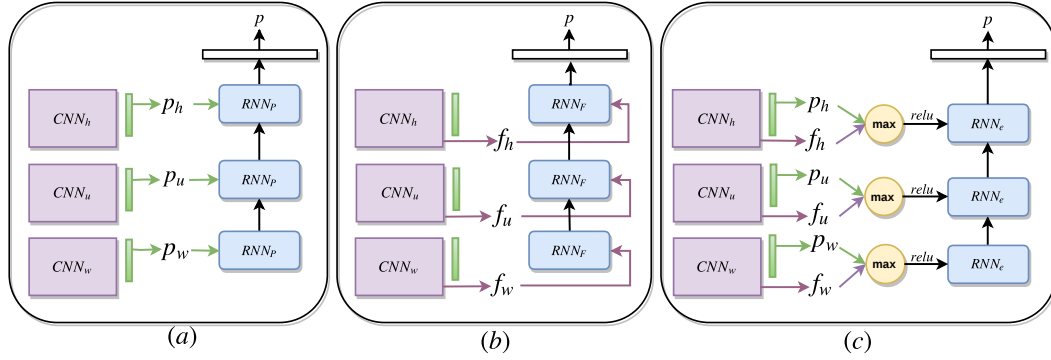 p
CNN_h p_h RNN_P
CNN_u p_u RNN_P
CNN_w p_w RNN_P
(a)
p
CNN_h RNN_F
f_h
CNN_u RNN_F
f_u
CNN_w RNN_F
f_w
(b)
p
p_h
CNN_h max relu RNN_e
f_h
p_u
CNN_u max relu RNN_e
f_u
p_w
CNN_w max relu RNN_e
f_w
(c)